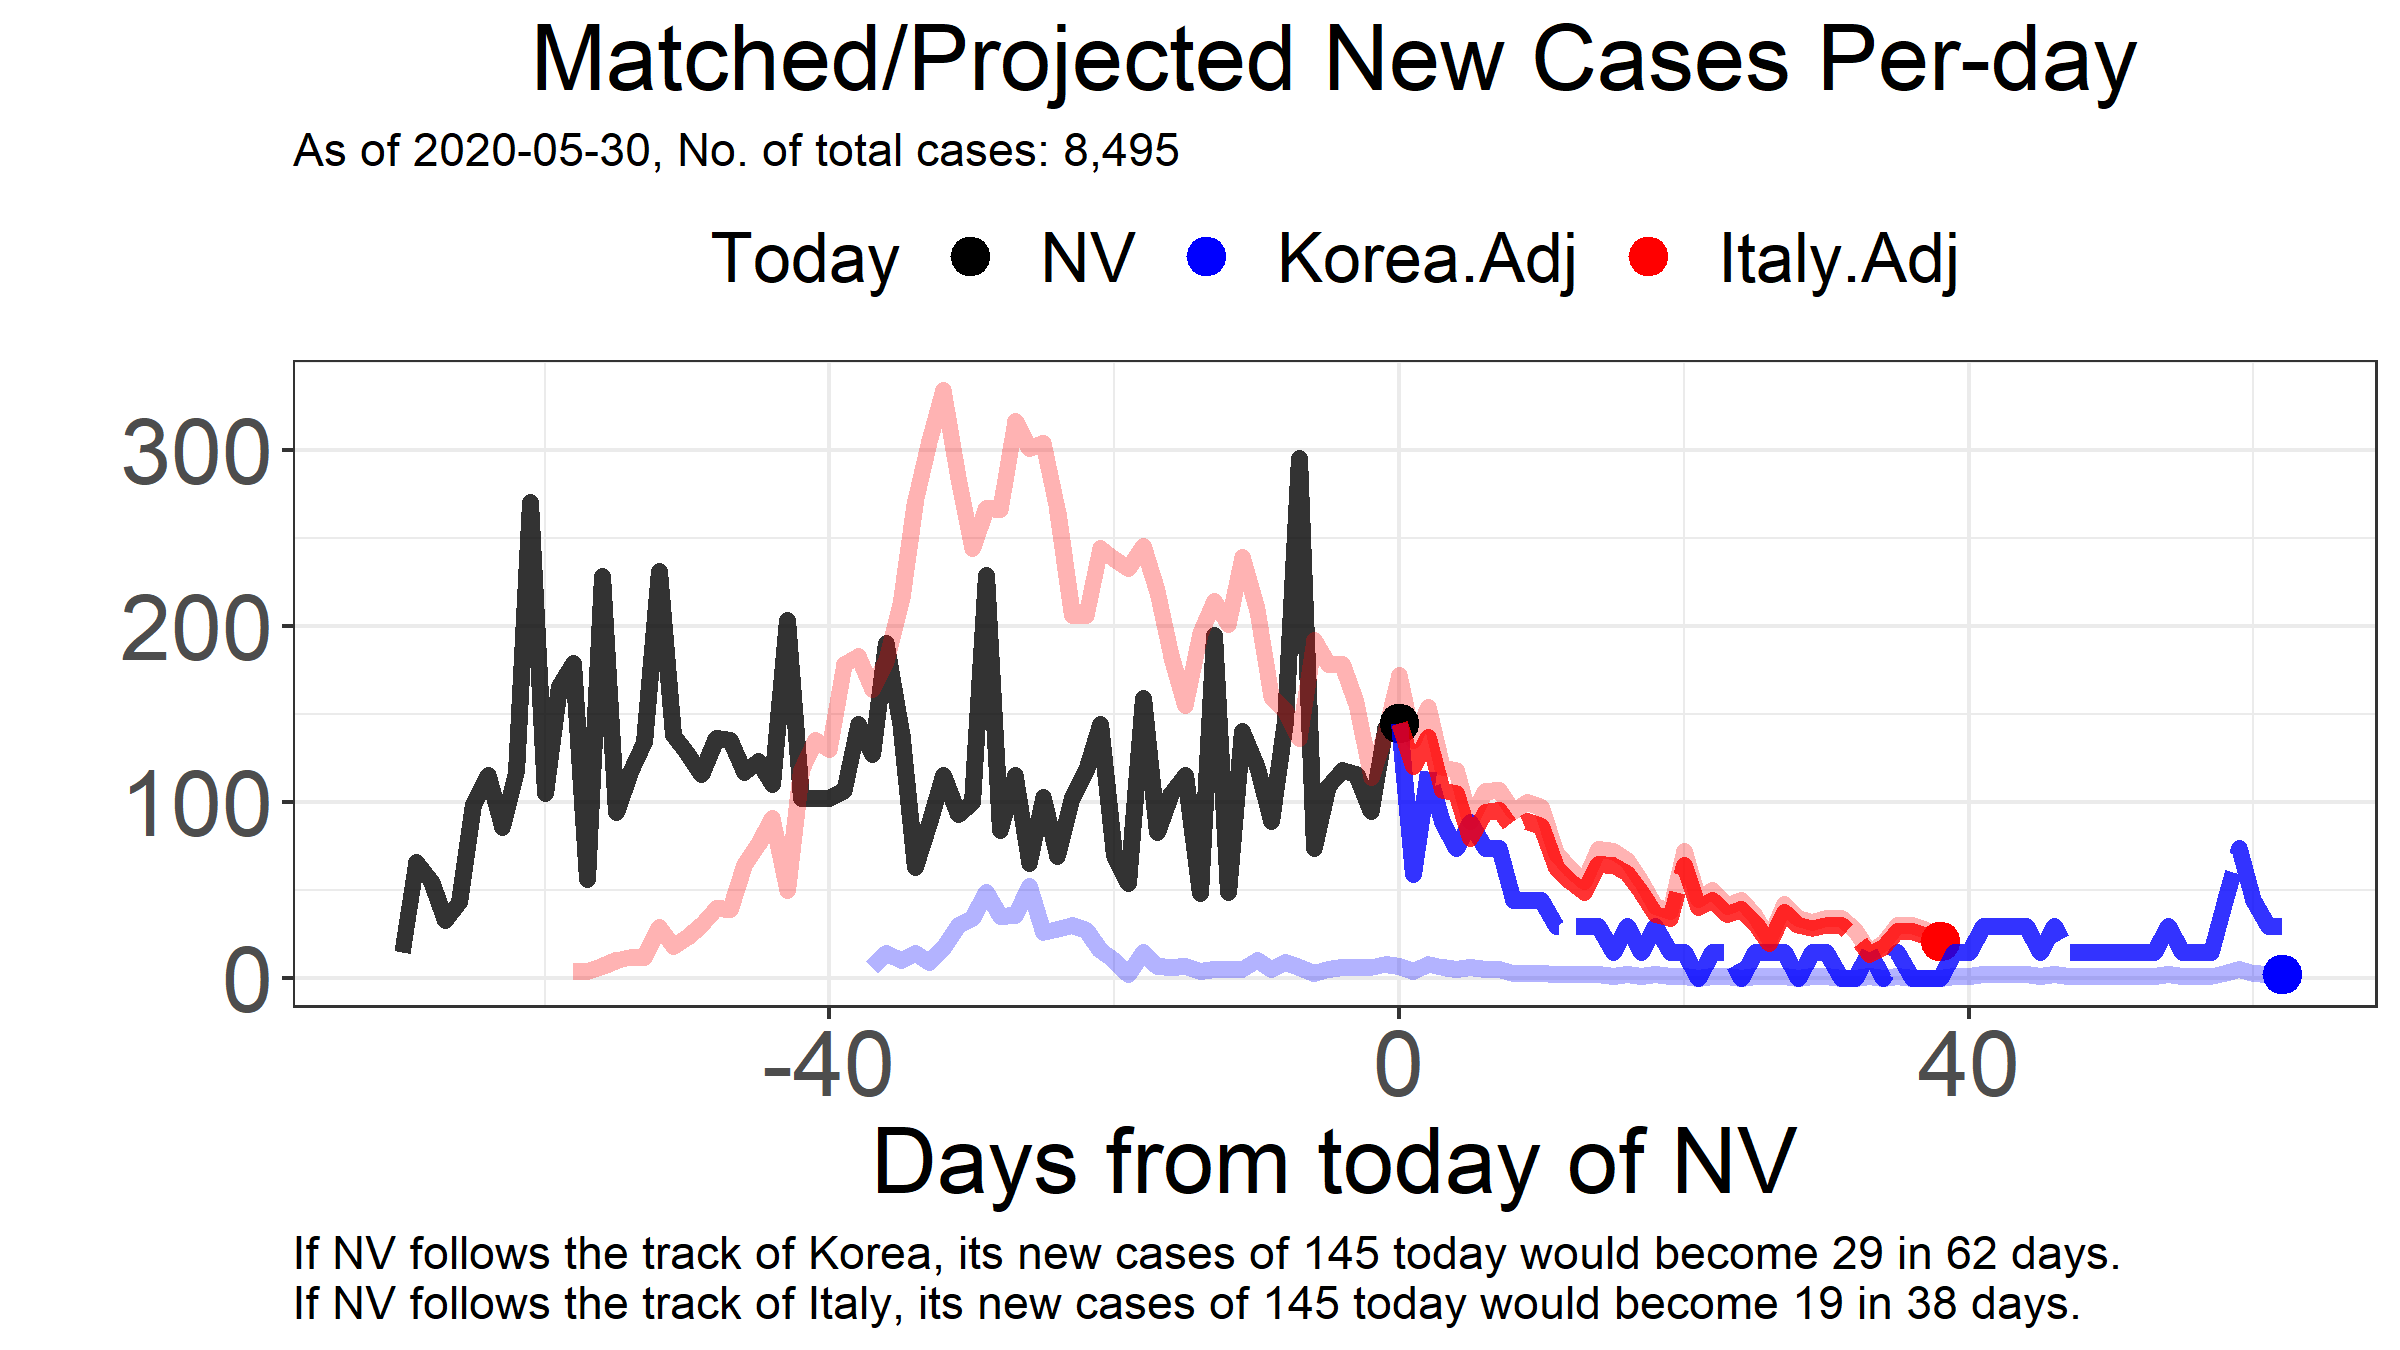 Matched/Projected New Cases Per-day
As of 2020-05-30, No. of total cases: 8,495
Today NV Korea.Adj Italy.Adj
300
200
100
0
-40 0 40
Days from today of NV
If NV follows the track of Korea, its new cases of 145 today would become 29 in 62 days.
If NV follows the track of Italy, its new cases of 145 today would become 19 in 38 days.